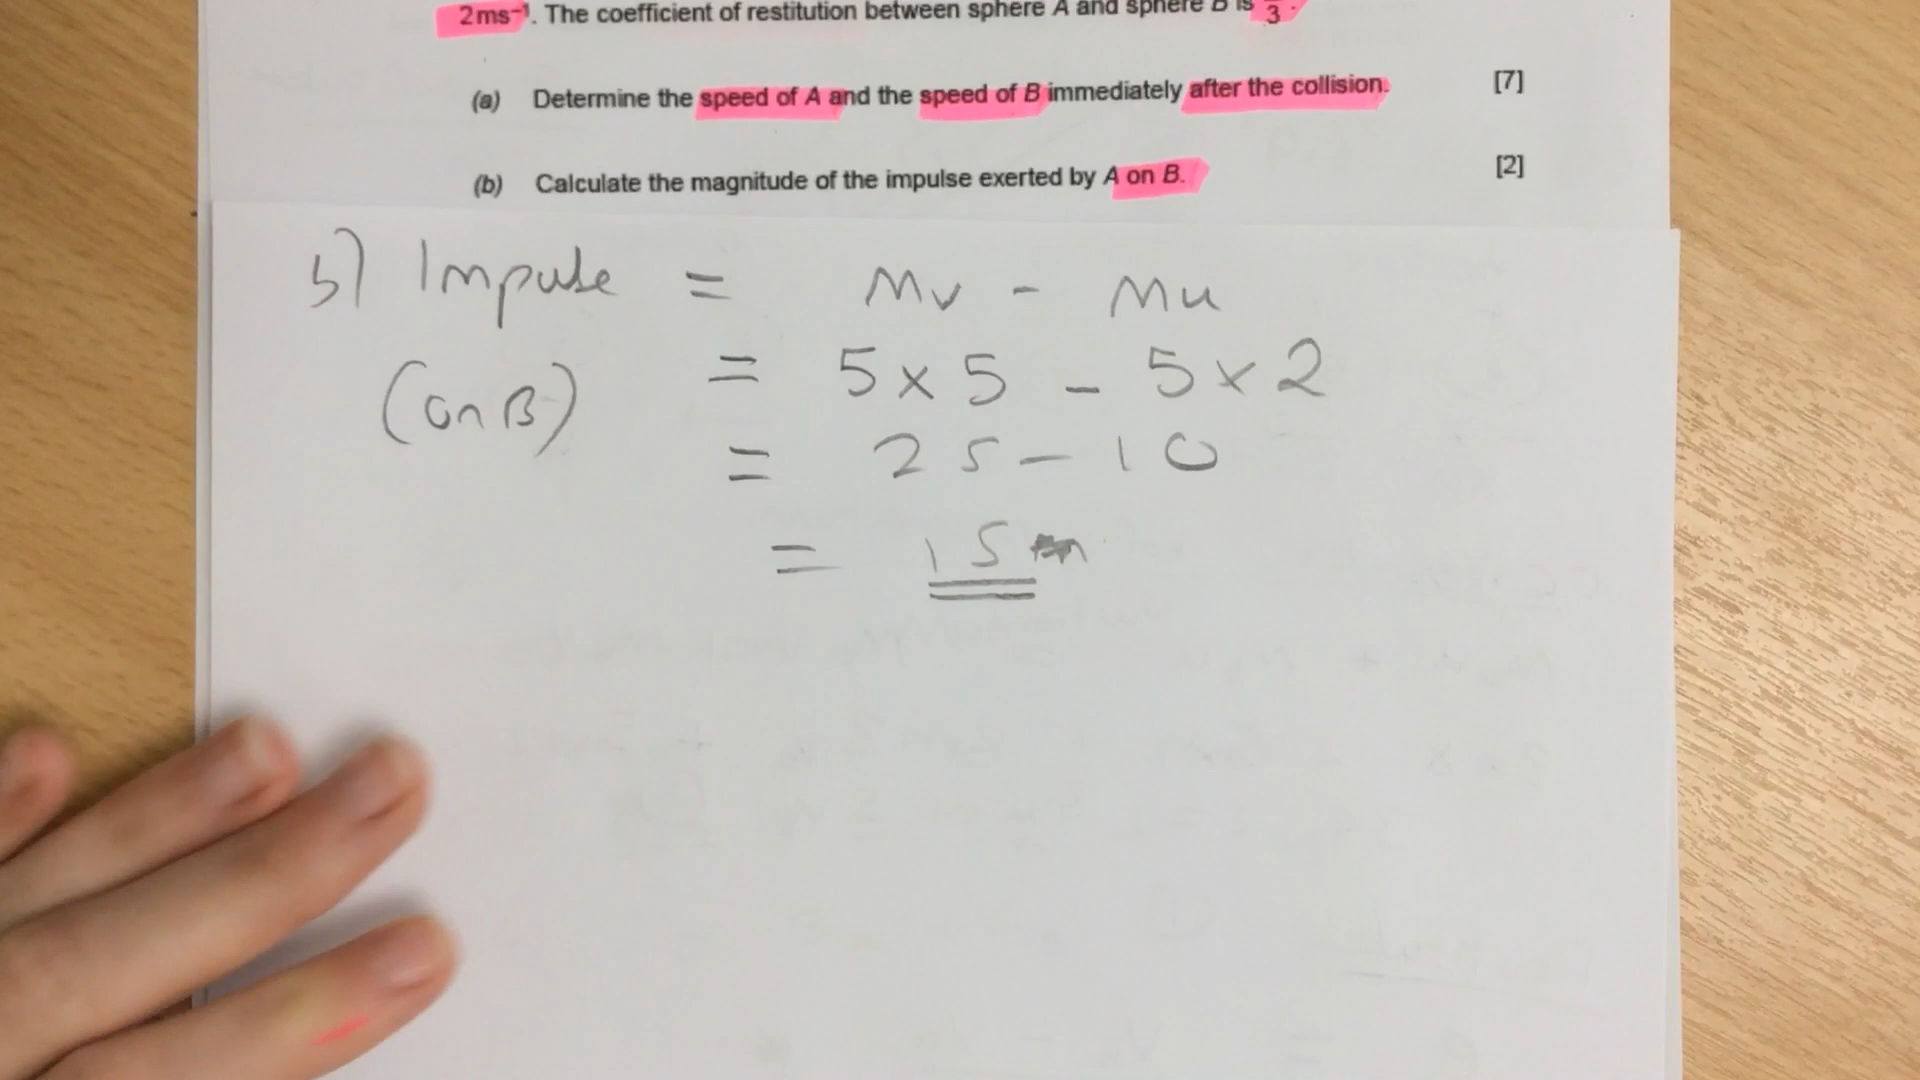 2ms⁻¹. The coefficient of restitution between sphere A and sphere B is 3 .
(a) Determine the speed of A and the speed of B immediately after the collision. [7]
(b) Calculate the magnitude of the impulse exerted by A on B. [2]
b) Impulse = mv - mu
(on B) = 5 x 5 - 5 x 2
= 25 - 10
= 15